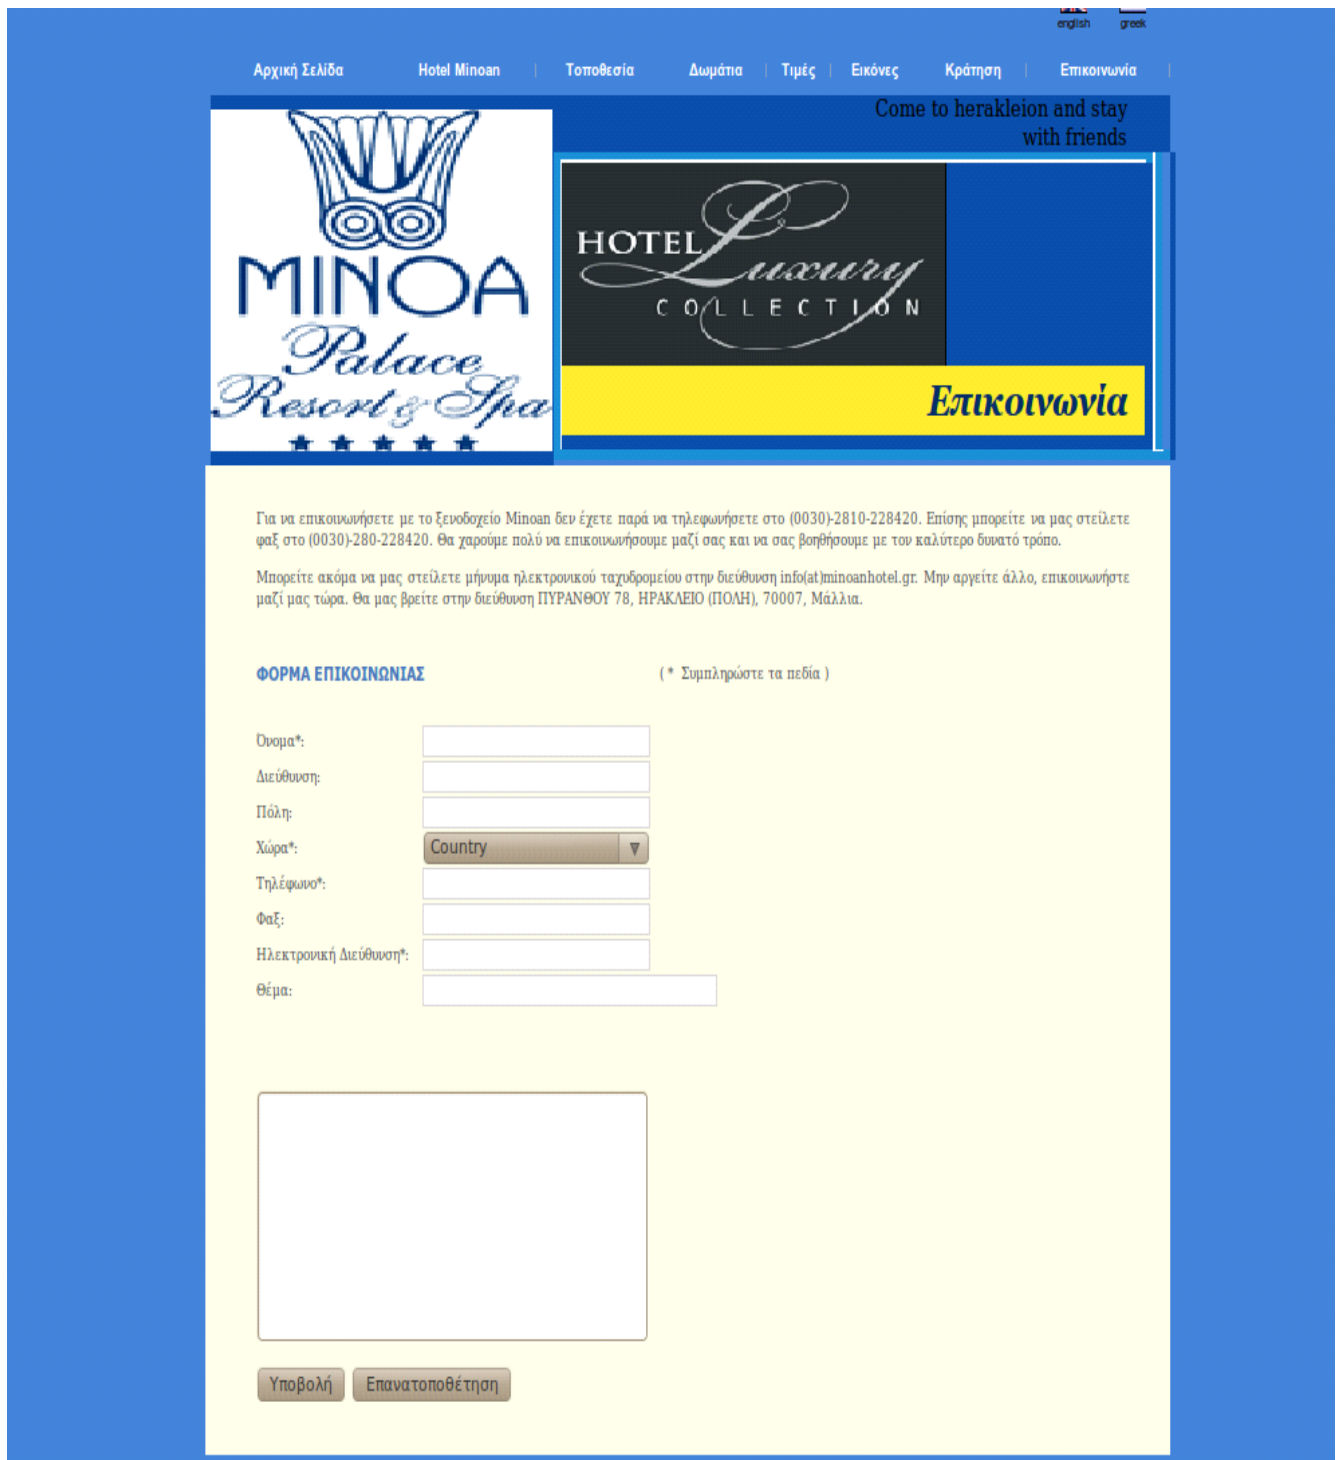 english greek
Αρχική Σελίδα Hotel Minoan Τοποθεσία Δωμάτια Τιμές Εικόνες Κράτηση Επικοινωνία
Come to herakleion and stay
with friends
MINOA
Palace
Resort & Spa
HOTEL Luxury
COLLECTION
Επικοινωνία
Για να επικοινωνήσετε με το ξενοδοχείο Minoan δεν έχετε παρά να τηλεφωνήσετε στο (0030)-2810-228420. Επίσης μπορείτε να μας στείλετε
φαξ στο (0030)-280-228420. Θα χαρούμε πολύ να επικοινωνήσουμε μαζί σας και να σας βοηθήσουμε με τον καλύτερο δυνατό τρόπο.
Μπορείτε ακόμα να μας στείλετε μήνυμα ηλεκτρονικού ταχυδρομείου στην διεύθυνση info(at)minoanhotel.gr. Μην αργείτε άλλο, επικοινωνήστε
μαζί μας τώρα. Θα μας βρείτε στην διεύθυνση ΠΥΡΑΝΘΟΥ 78, ΗΡΑΚΛΕΙΟ (ΠΟΛΗ), 70007, Μάλλια.
ΦΟΡΜΑ ΕΠΙΚΟΙΝΩΝΙΑΣ ( * Συμπληρώστε τα πεδία )
Όνομα*:
Διεύθυνση:
Πόλη:
Χώρα*: Country
Τηλέφωνο*:
Φαξ:
Ηλεκτρονική Διεύθυνση*:
Θέμα:
Υποβολή Επανατοποθέτηση